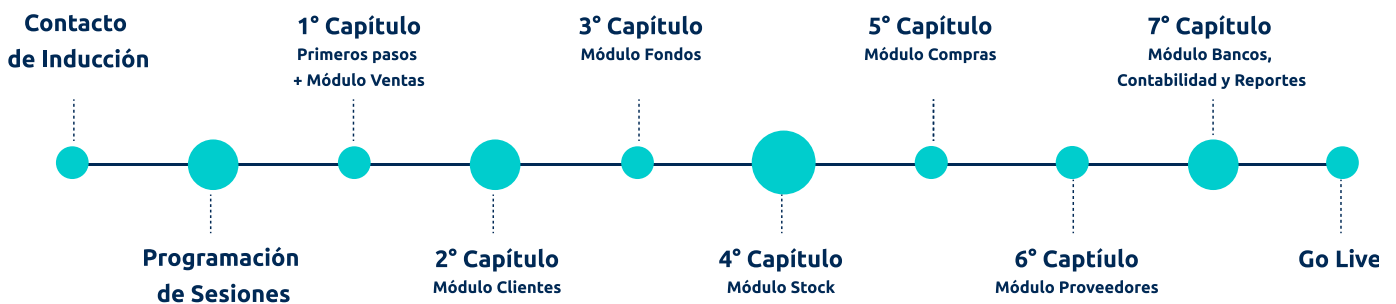 Contacto
de Inducción
1° Capítulo
Primeros pasos
+ Módulo Ventas
3° Capítulo
Módulo Fondos
5° Capítulo
Módulo Compras
7° Capítulo
Módulo Bancos,
Contabilidad y Reportes
Programación
de Sesiones
2° Capítulo
Módulo Clientes
4° Capítulo
Módulo Stock
6° Captíulo
Módulo Proveedores
Go Live